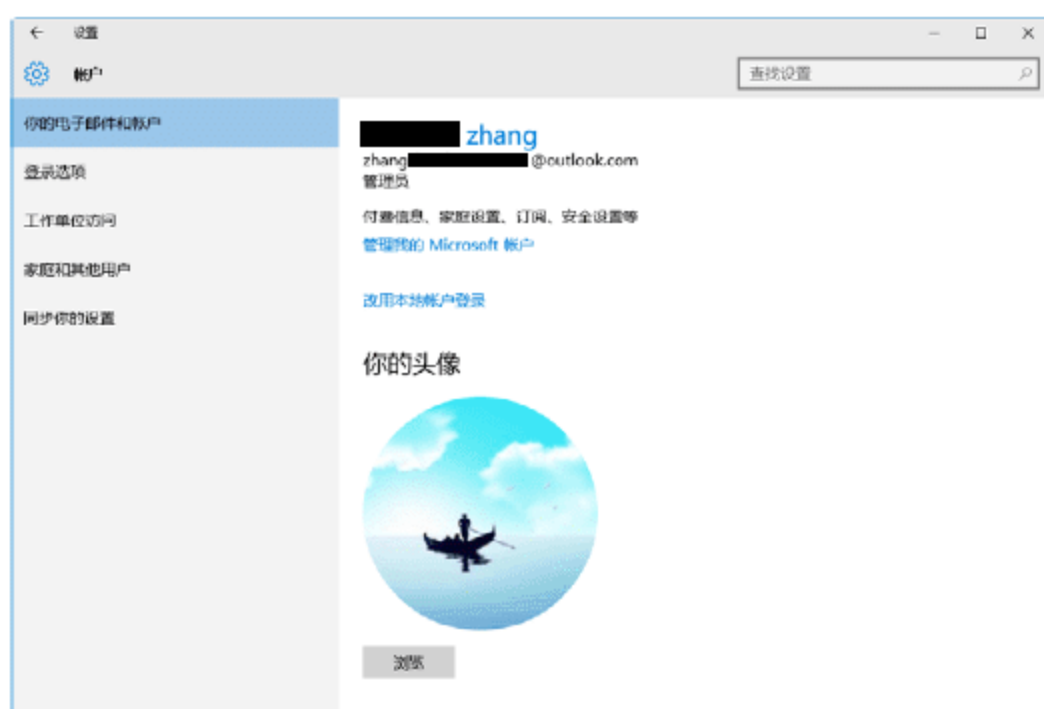 设置
帐户
查找设置
你的电子邮件和帐户
登录选项
工作单位访问
家庭和其他用户
同步你的设置
zhang
zhang @outlook.com
管理员
付费信息、家庭设置、订阅、安全设置等
管理我的 Microsoft 帐户
改用本地帐户登录
你的头像
浏览